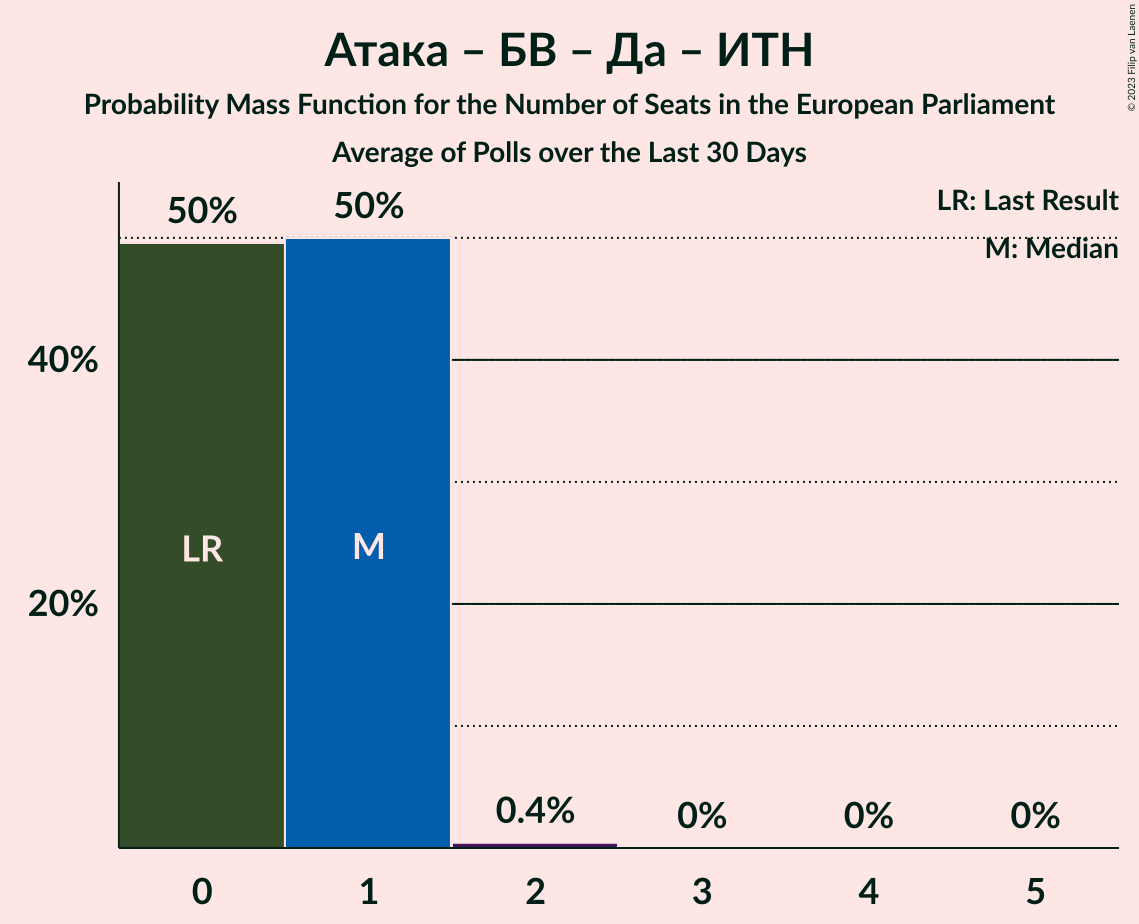 Атака – БВ – Да – ИТН
Probability Mass Function for the Number of Seats in the European Parliament
Average of Polls over the Last 30 Days
© 2023 Filip van Laenen
LR: Last Result
M: Median
50%
50%
40%
20%
LR
M
0.4%
0%
0%
0%
0
1
2
3
4
5